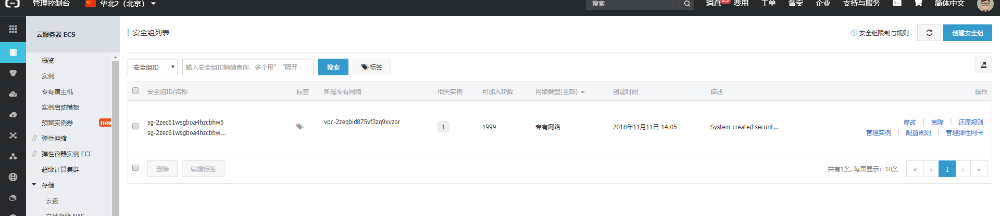 管理控制台 华北2（北京） 搜索 消息 25 费用 工单 备案 企业 支持与服务 简体中文
云服务器 ECS
概览
实例
专有宿主机
实例启动模板
预留实例券 new
弹性伸缩
弹性容器实例 ECI
超级计算集群
存储
云盘
文件存储 NAS
安全组列表 安全组限制与规则 创建安全组
安全组ID 输入安全组ID精确查询，多个用"，"隔开 搜索 标签
安全组ID/名称 标签 所属专有网络 相关实例 可加入IP数 网络类型(全部) 创建时间 描述 操作
sg-2zec61wsgboa4hzcbhw5
sg-2zec61wsgboa4hzcbhw...
vpc-2zeqbid875vf3zq9xvzor 1 1999 专有网络 2018年11月11日 14:05 System created securit...
修改 | 克隆 | 还原规则
管理实例 | 配置规则 | 管理弹性网卡
删除 编辑标签 共有1条, 每页显示：10条 « ‹ 1 › »